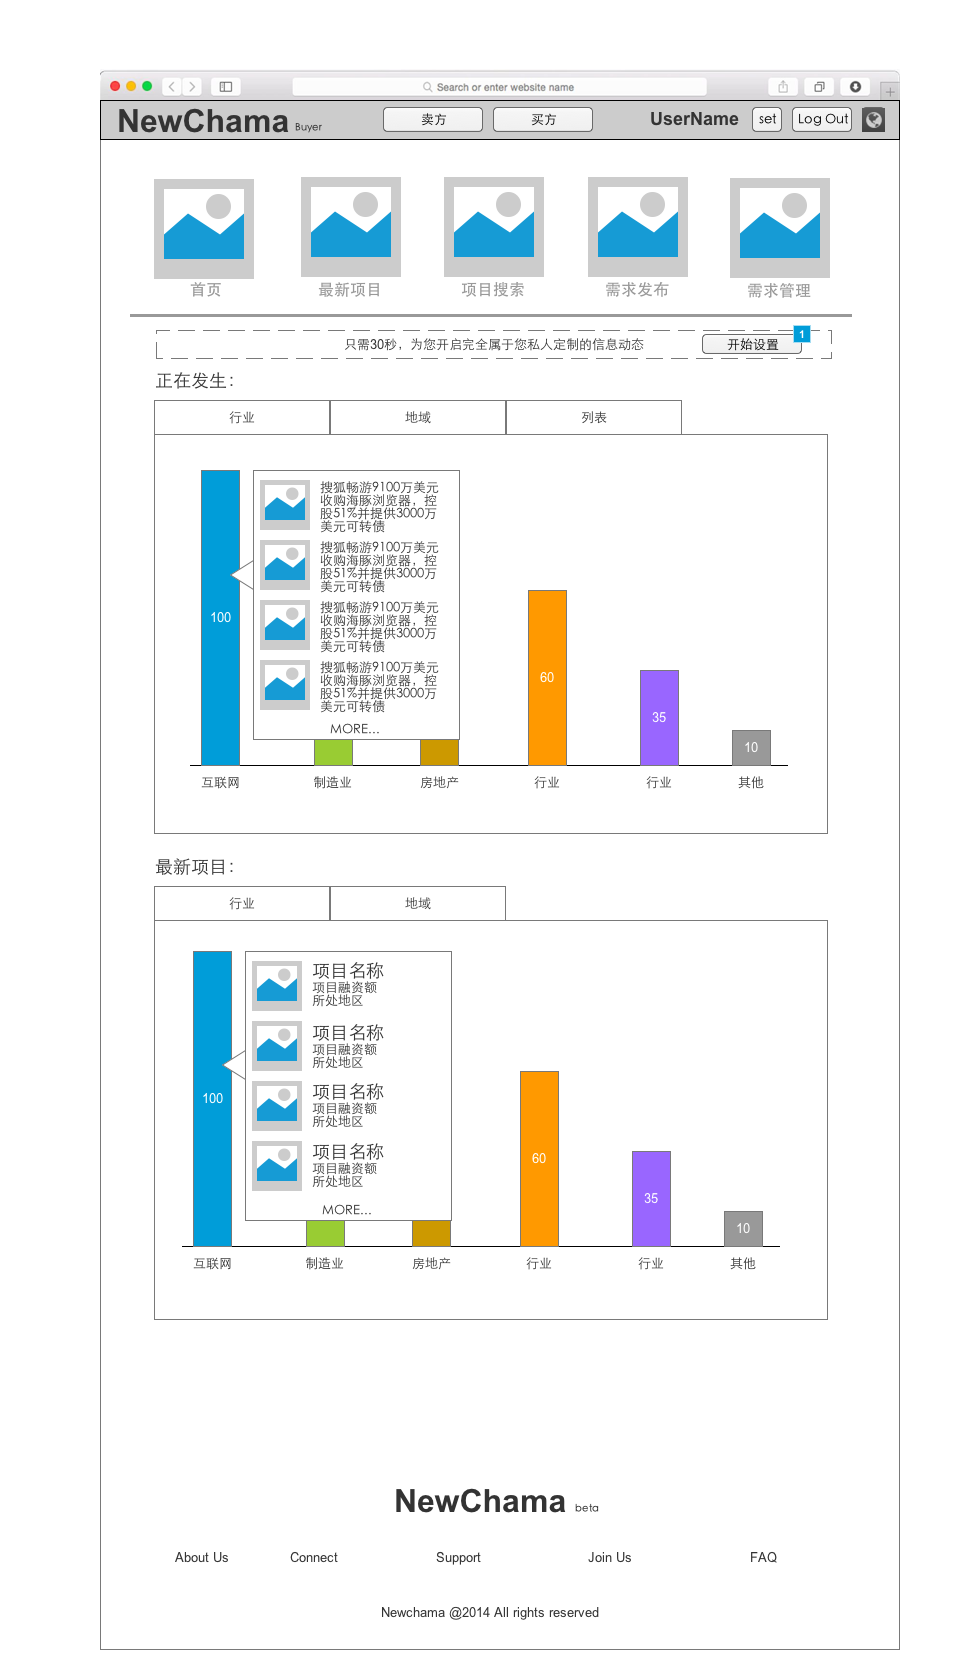 Search or enter website name
NewChama Buyer
卖方
买方
UserName
set
Log Out
首页
最新项目
项目搜索
需求发布
需求管理
只需30秒，为您开启完全属于您私人定制的信息动态
开始设置
1
正在发生：
行业
地域
列表
搜狐畅游9100万美元
收购海豚浏览器，控
股51%并提供3000万
美元可转债
搜狐畅游9100万美元
收购海豚浏览器，控
股51%并提供3000万
美元可转债
搜狐畅游9100万美元
收购海豚浏览器，控
股51%并提供3000万
美元可转债
搜狐畅游9100万美元
收购海豚浏览器，控
股51%并提供3000万
美元可转债
MORE...
100
60
35
10
互联网
制造业
房地产
行业
行业
其他
最新项目：
行业
地域
项目名称
项目融资额
所处地区
项目名称
项目融资额
所处地区
项目名称
项目融资额
所处地区
项目名称
项目融资额
所处地区
MORE...
100
60
35
10
互联网
制造业
房地产
行业
行业
其他
NewChama beta
About Us
Connect
Support
Join Us
FAQ
Newchama @2014 All rights reserved